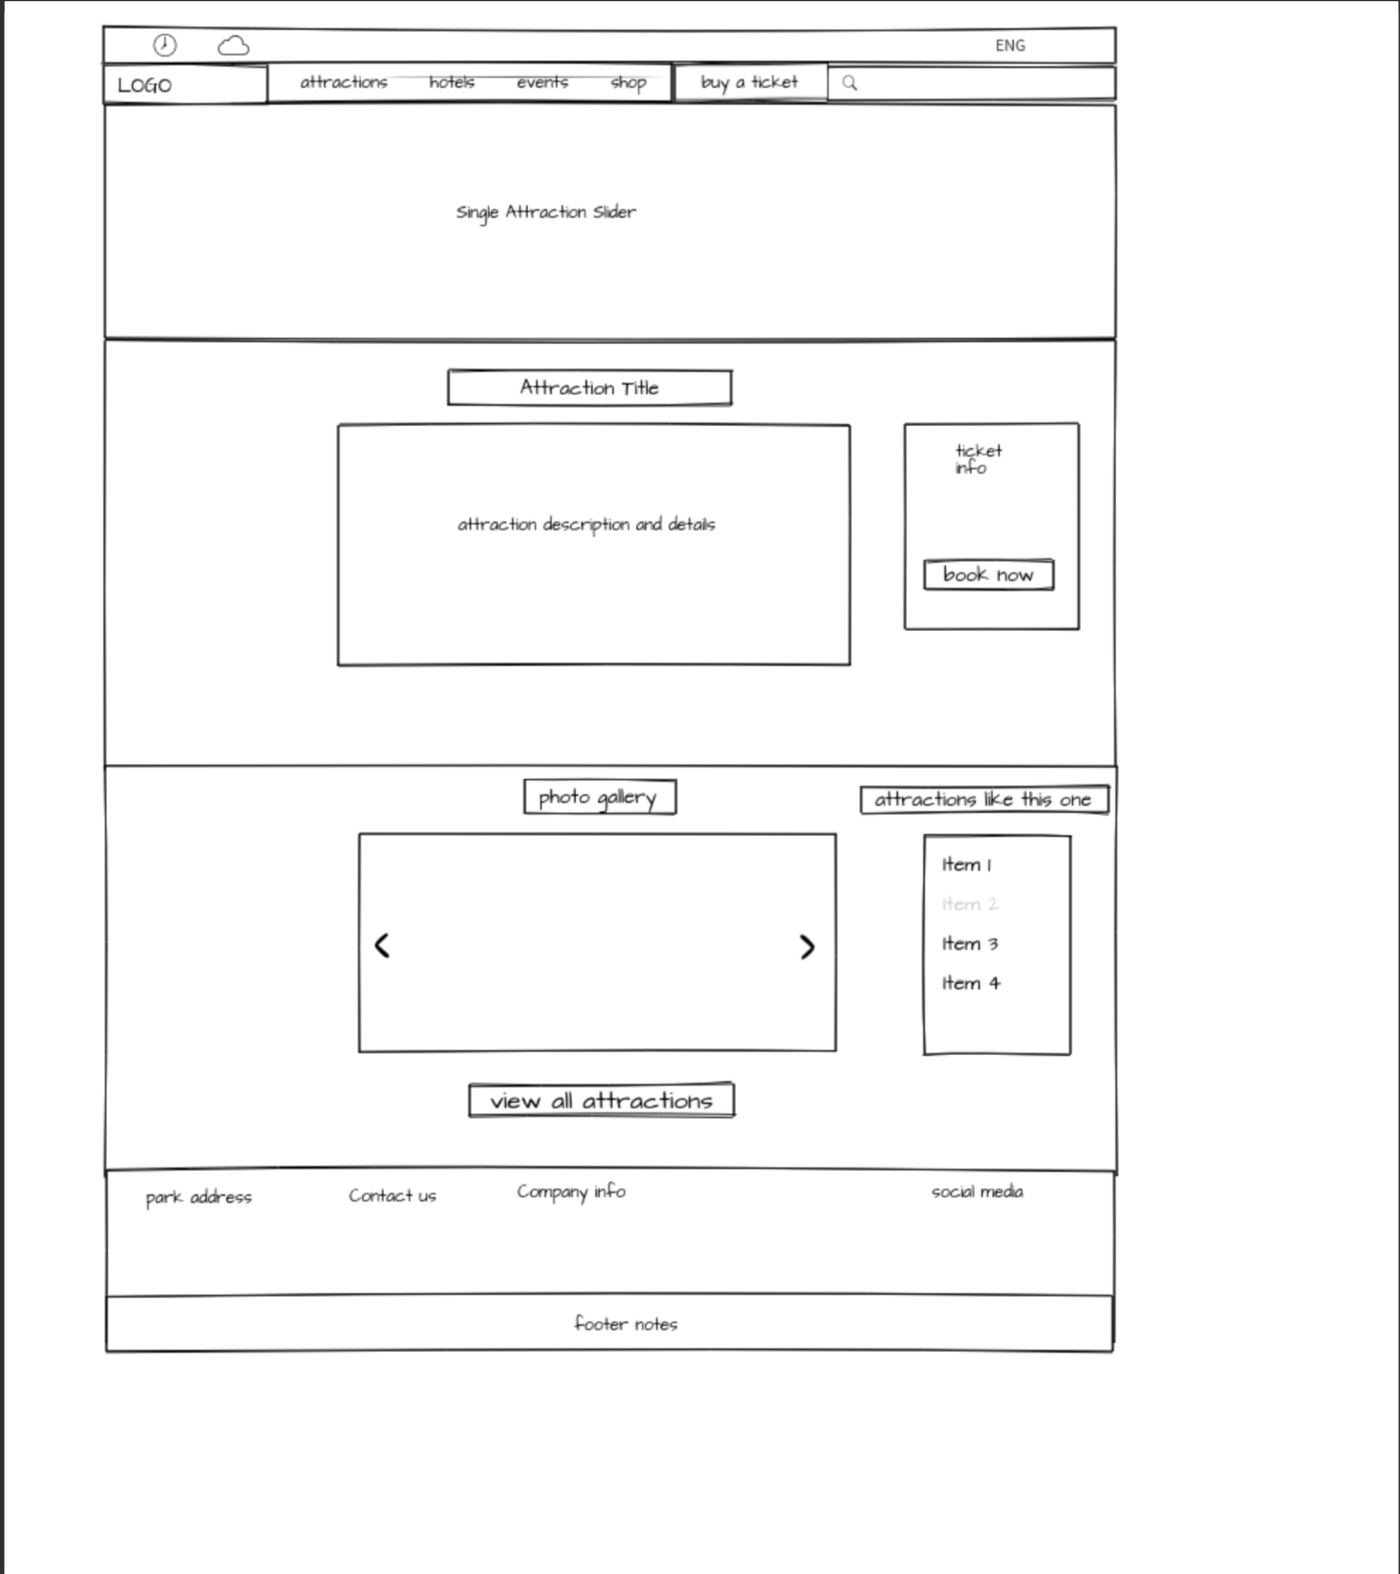 ENG
LOGO
attractions hotels events shop buy a ticket
Single Attraction Slider
Attraction Title
ticket
info
attraction description and details
book now
photo gallery
attractions like this one
Item 1
Item 2
Item 3
Item 4
view all attractions
park address Contact us Company info social media
footer notes